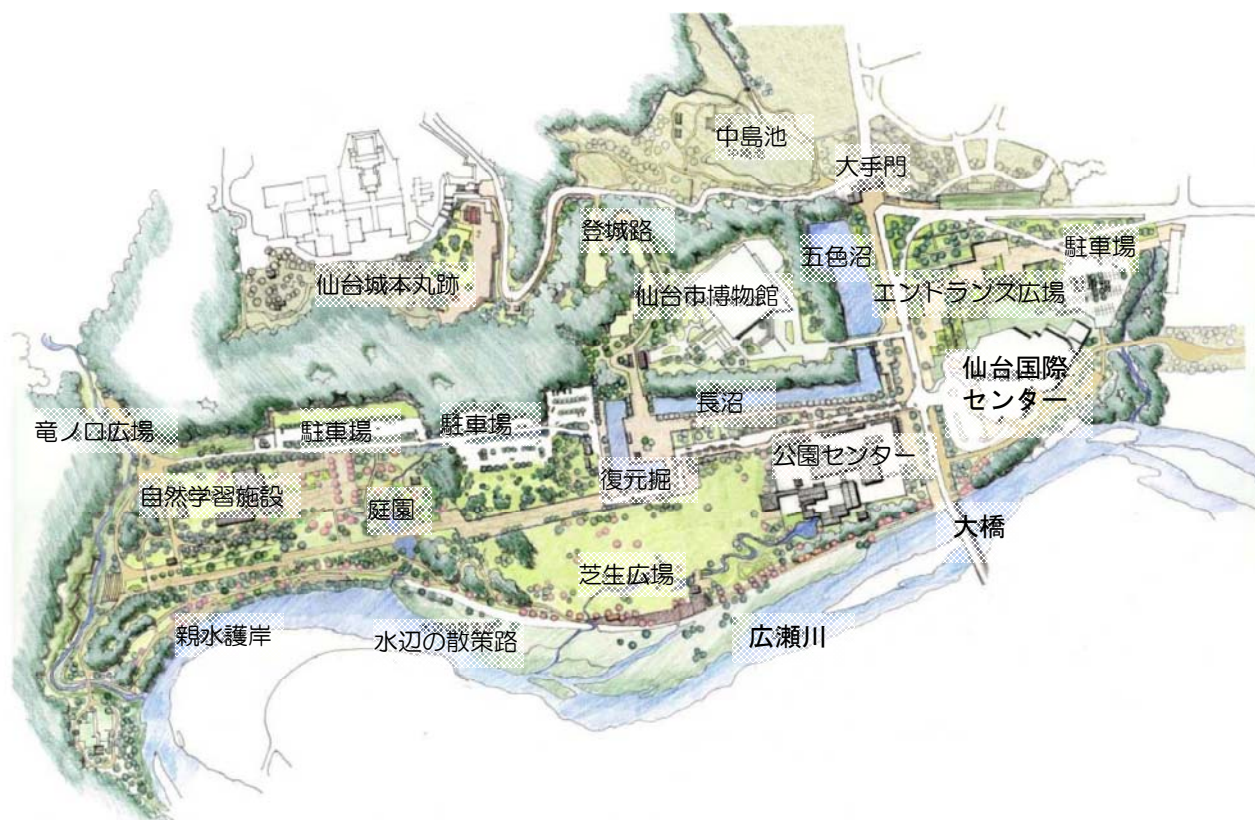 中島池
大手門
登城路
五色沼
駐車場
仙台城本丸跡
仙台市博物館
エントランス広場
仙台国際
センター
長沼
竜ノ口広場
駐車場
駐車場
公園センター
復元掘
自然学習施設
庭園
大橋
芝生広場
親水護岸
水辺の散策路
広瀬川